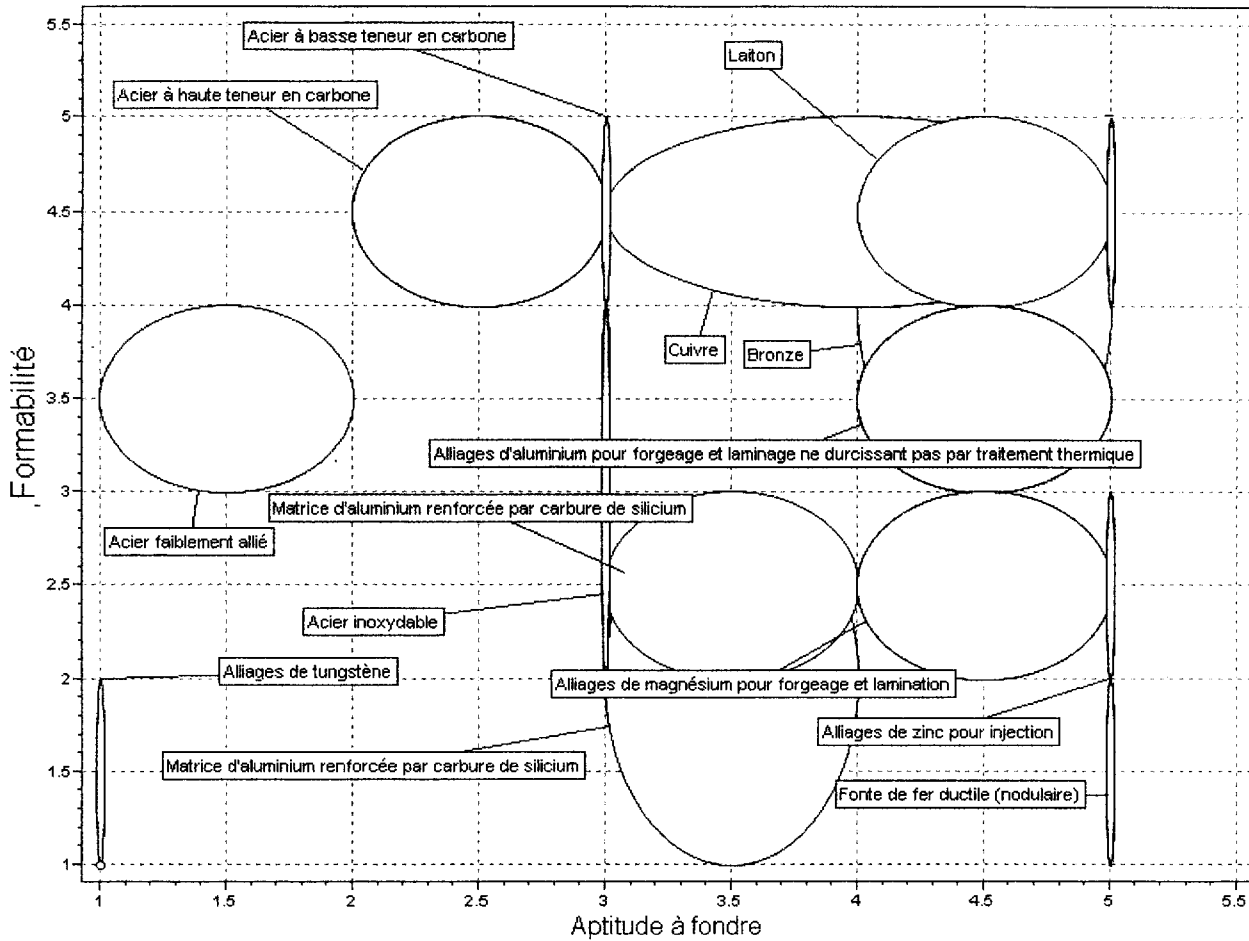 5.5
Acier à basse teneur en carbone
Laiton
Acier à haute teneur en carbone
5
4.5
4
Cuivre
Bronze
Formabilité
3.5
Alliages d'aluminium pour forgeage et laminage ne durcissant pas par traitement thermique
3
Matrice d'aluminium renforcée par carbure de silicium
Acier faiblement allié
2.5
Acier inoxydable
Alliages de tungstène
2
Alliages de magnésium pour forgeage et lamination
Alliages de zinc pour injection
Matrice d'aluminium renforcée par carbure de silicium
1.5
Fonte de fer ductile (nodulaire)
1
1 1.5 2 2.5 3 3.5 4 4.5 5 5.5
Aptitude à fondre